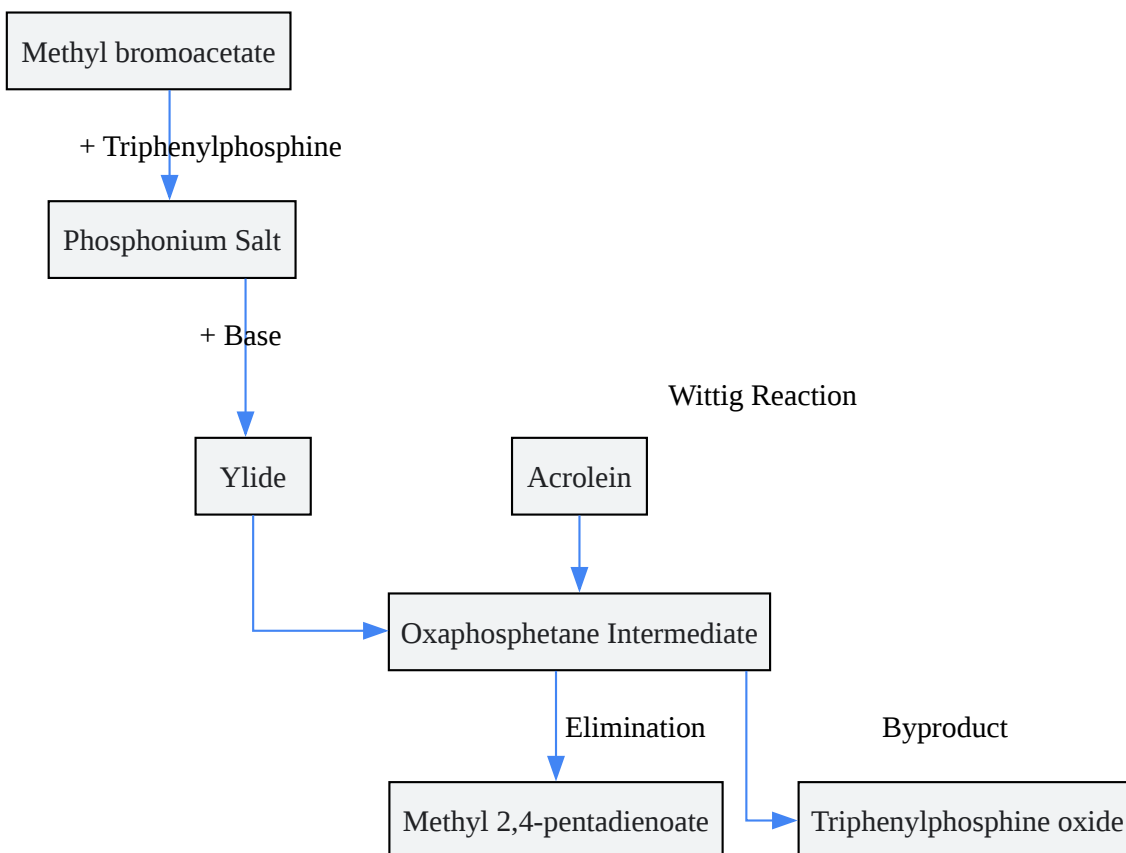 Methyl bromoacetate
+ Triphenylphosphine
Phosphonium Salt
+ Base
Wittig Reaction
Ylide
Acrolein
Oxaphosphetane Intermediate
Elimination
Byproduct
Methyl 2,4-pentadienoate
Triphenylphosphine oxide